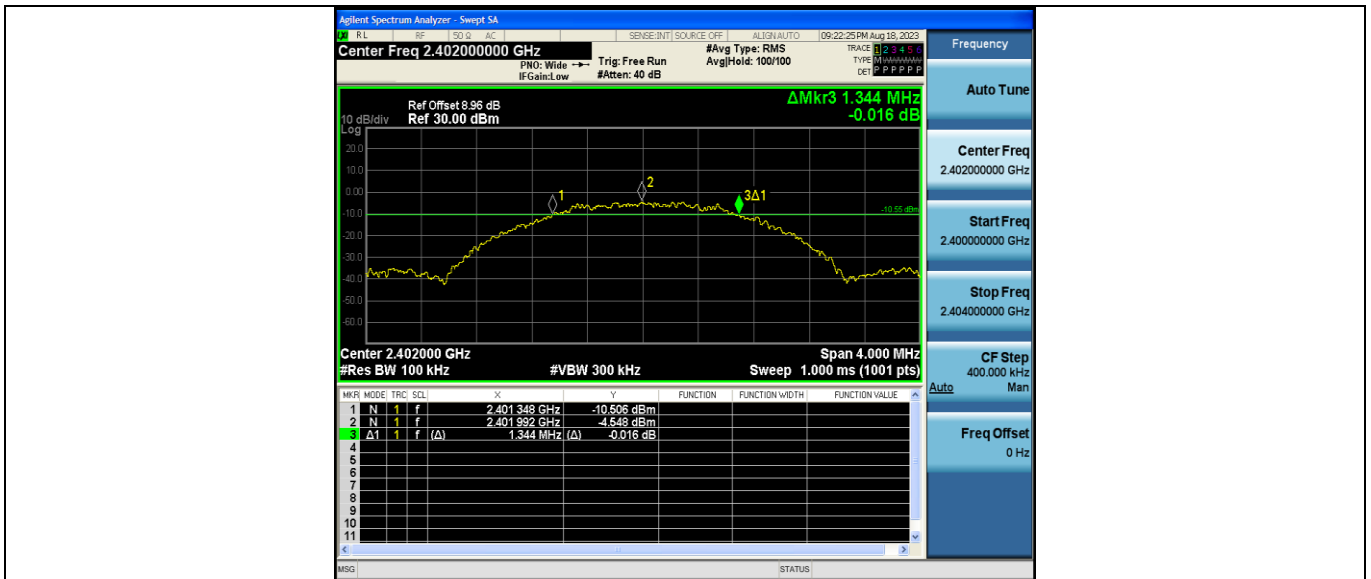 Agilent Spectrum Analyzer - Swept SA
RL RF 50 Ω AC SENSE:INT SOURCE OFF ALIGNAUTO 09:22:25PM Aug 18, 2023
Center Freq 2.402000000 GHz
PNO: Wide
IFGain:Low
Trig: Free Run
#Atten: 40 dB
#Avg Type: RMS
Avg|Hold: 100/100
TRACE 1 2 3 4 5 6
TYPE M WWWWW
DET P P P P P P
ΔMkr3 1.344 MHz
-0.016 dB
Ref Offset 8.96 dB
10 dB/div Ref 30.00 dBm
Log
20.0
10.0
0.00
-10.0
-20.0
-30.0
-40.0
-50.0
-60.0
1
2
3Δ1
-10.55 dBm
Center 2.402000 GHz Span 4.000 MHz
#Res BW 100 kHz #VBW 300 kHz Sweep 1.000 ms (1001 pts)
MKR MODE TRC SCL X Y FUNCTION FUNCTION WIDTH FUNCTION VALUE
1 N 1 f 2.401 348 GHz -10.506 dBm
2 N 1 f 2.401 992 GHz -4.548 dBm
3 Δ1 1 f (Δ) 1.344 MHz (Δ) -0.016 dB
4
5
6
7
8
9
10
11
MSG STATUS
Frequency
Auto Tune
Center Freq
2.402000000 GHz
Start Freq
2.400000000 GHz
Stop Freq
2.404000000 GHz
CF Step
400.000 kHz
Auto Man
Freq Offset
0 Hz